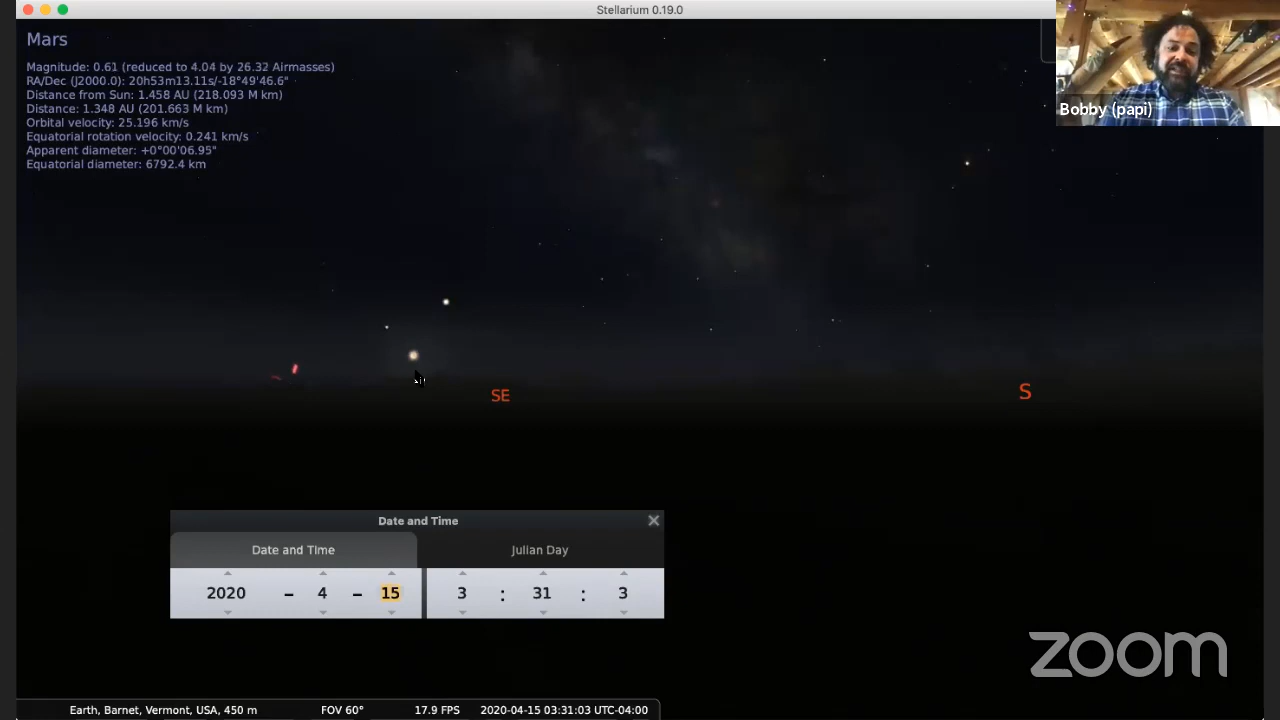 Stellarium 0.19.0
Mars
Magnitude: 0.61 (reduced to 4.04 by 26.32 Airmasses)
RA/Dec (J2000.0): 20h53m13.11s/-18°49'46.6"
Distance from Sun: 1.458 AU (218.093 M km)
Distance: 1.348 AU (201.663 M km)
Orbital velocity: 25.196 km/s
Equatorial rotation velocity: 0.241 km/s
Apparent diameter: +0°00'06.95"
Equatorial diameter: 6792.4 km
Bobby (papi)
SE
S
Date and Time
Date and Time Julian Day
2020 – 4 – 15 3 : 31 : 3
zoom
Earth, Barnet, Vermont, USA, 450 m FOV 60° 17.9 FPS 2020-04-15 03:31:03 UTC-04:00